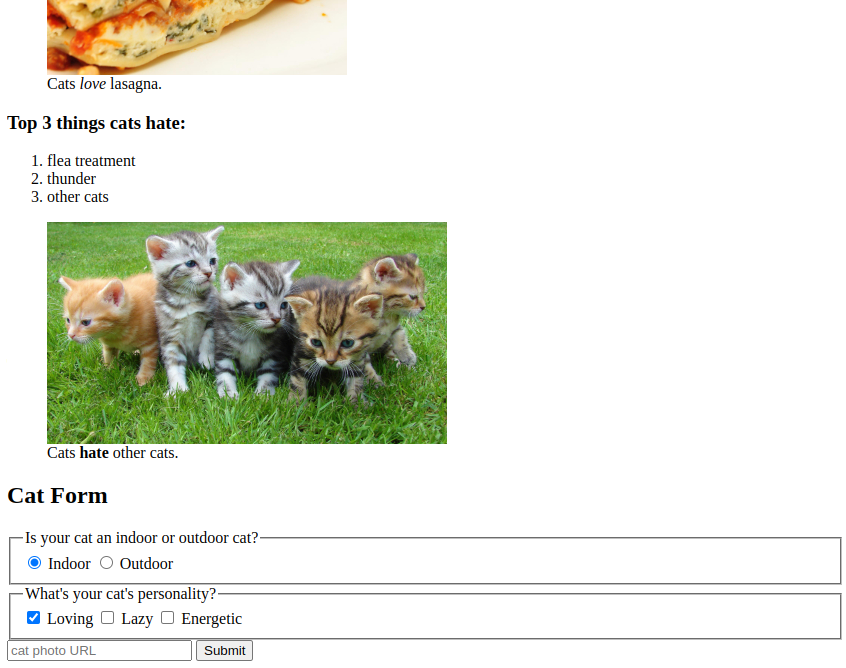 Cats love lasagna.
Top 3 things cats hate:
1. flea treatment
2. thunder
3. other cats
Cats hate other cats.
Cat Form
Is your cat an indoor or outdoor cat?
Indoor Outdoor
What's your cat's personality?
Loving Lazy Energetic
cat photo URL Submit